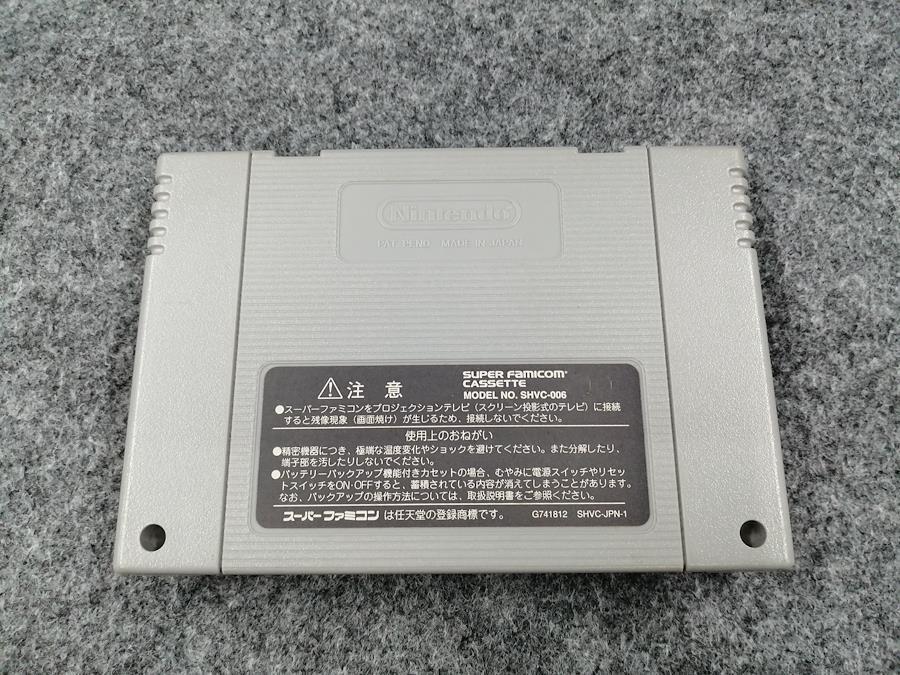 Nintendo
PAT. PEND. MADE IN JAPAN
⚠注 意
SUPER FAMICOM
CASSETTE
MODEL NO. SHVC-006
●スーパーファミコンをプロジェクションテレビ(スクリーン投影式のテレビ)に接続
すると残像現象(画面焼け)が生じるため、接続しないでください。
使用上のおねがい
●精密機器につき、極端な温度変化やショックを避けてください。また分解したり、
端子部を汚したりしないでください。
●バッテリーバックアップ機能付きカセットの場合、むやみに電源スイッチやリセッ
トスイッチをON・OFFすると、蓄積されている内容が消えてしまうことがあります。
なお、バックアップの操作方法については、取扱説明書をご参照ください。
スーパーファミコンは任天堂の登録商標です。 G741812 SHVC-JPN-1